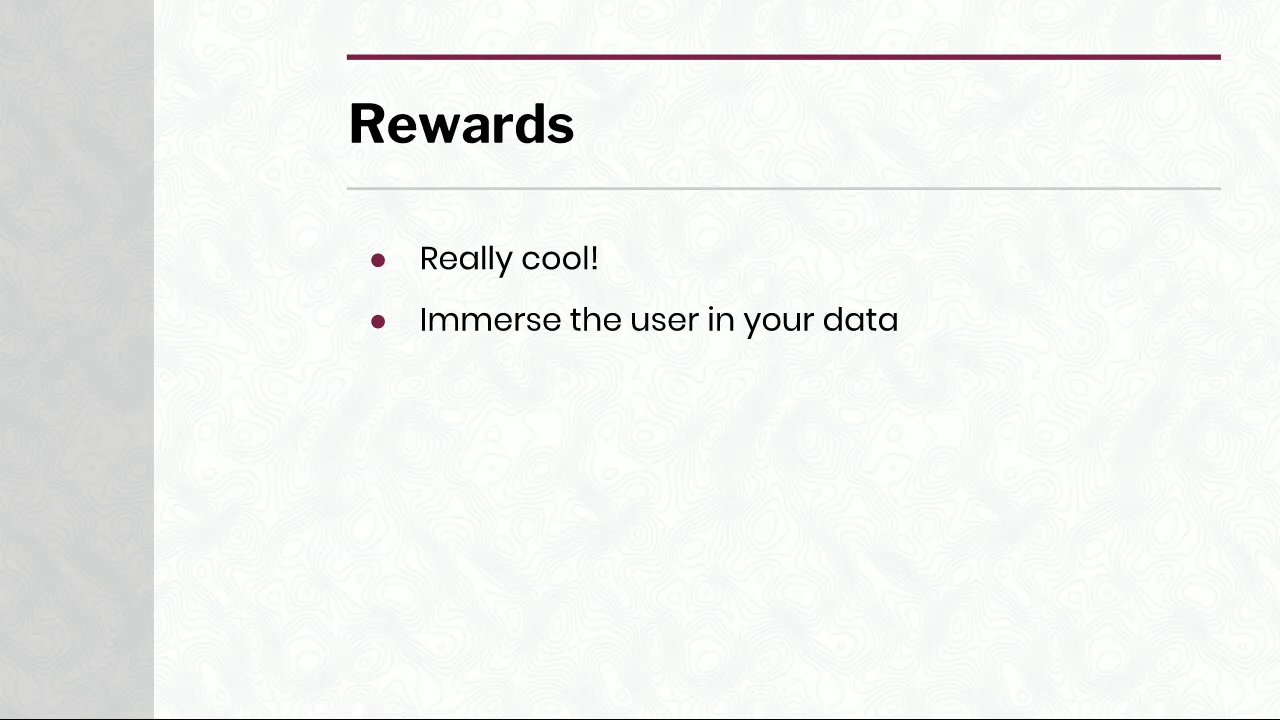 Rewards
● Really cool!
● Immerse the user in your data